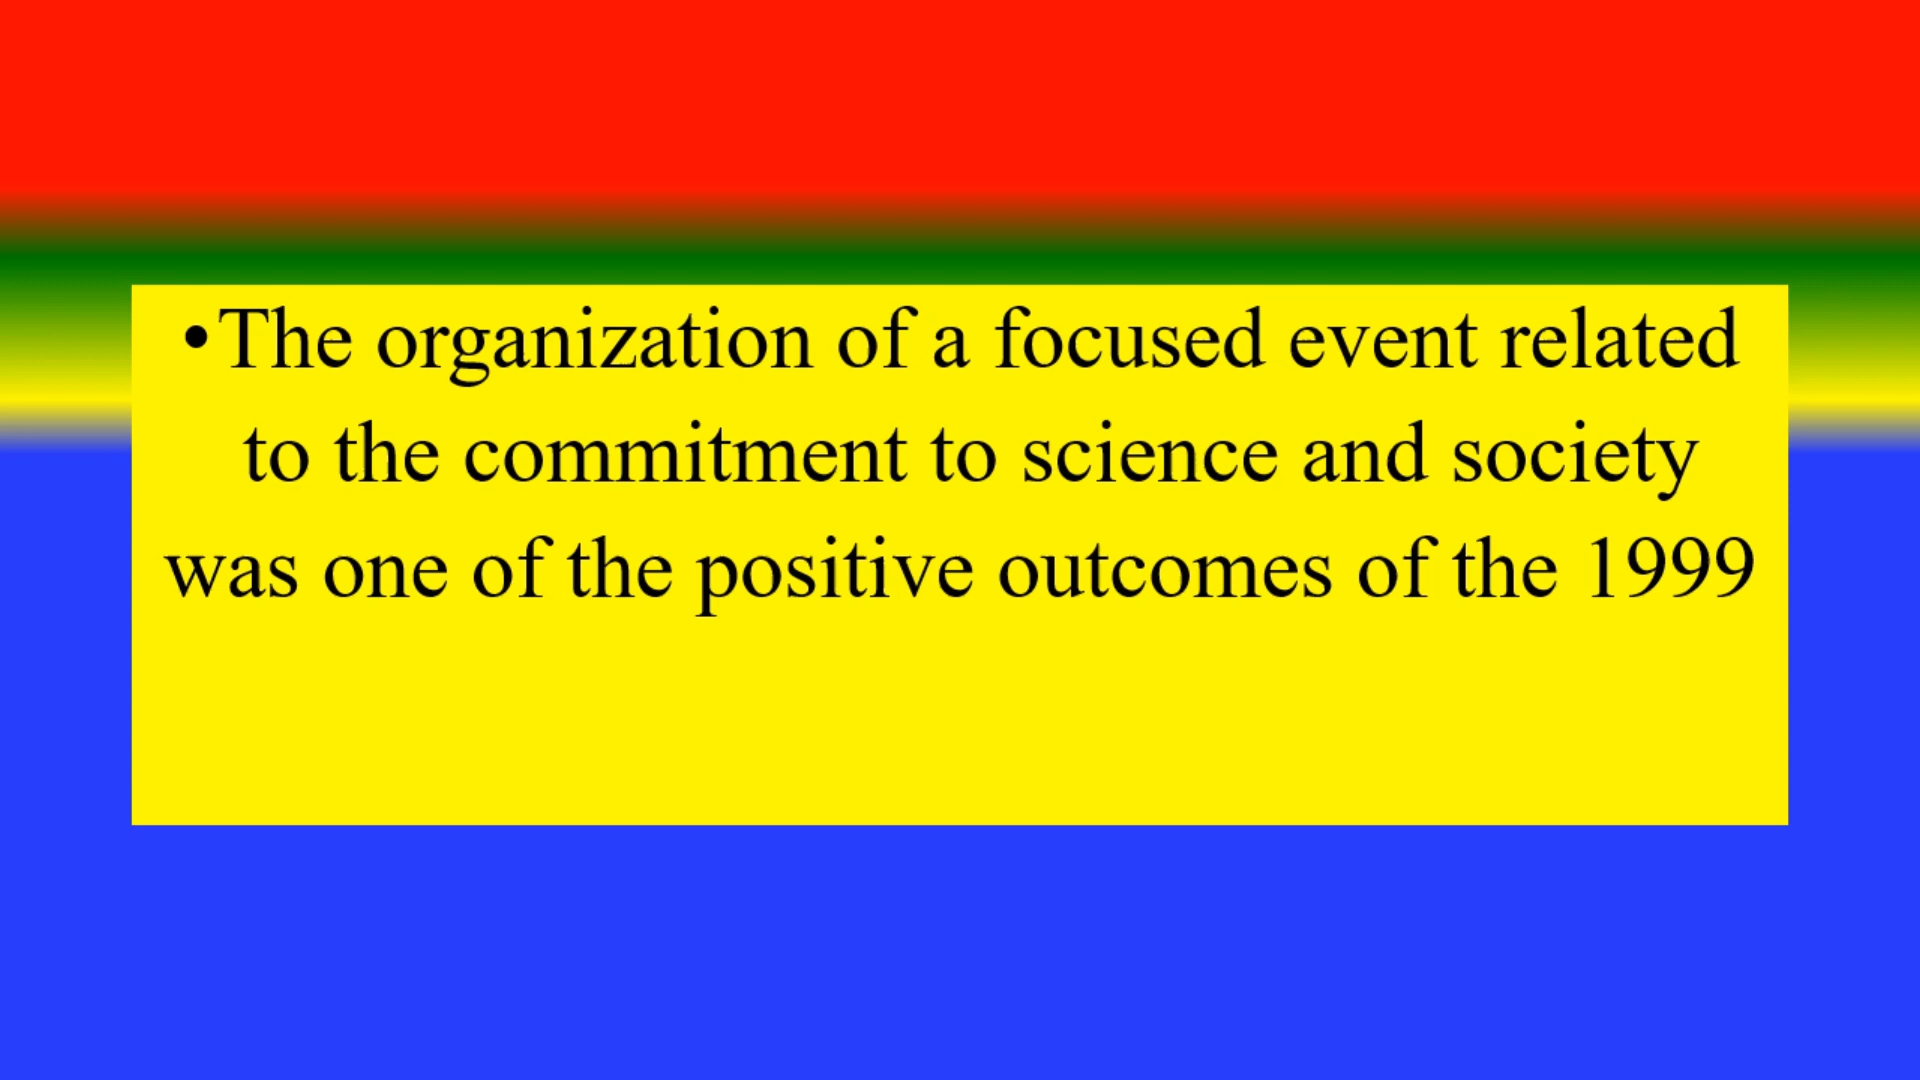 •The organization of a focused event related
to the commitment to science and society
was one of the positive outcomes of the 1999